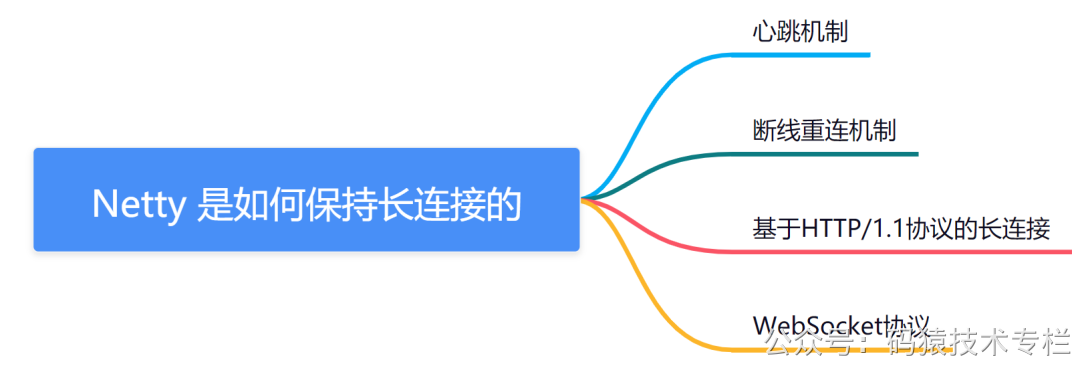 心跳机制
断线重连机制
Netty 是如何保持长连接的
基于HTTP/1.1协议的长连接
WebSocket协议
公众号：码猿技术专栏